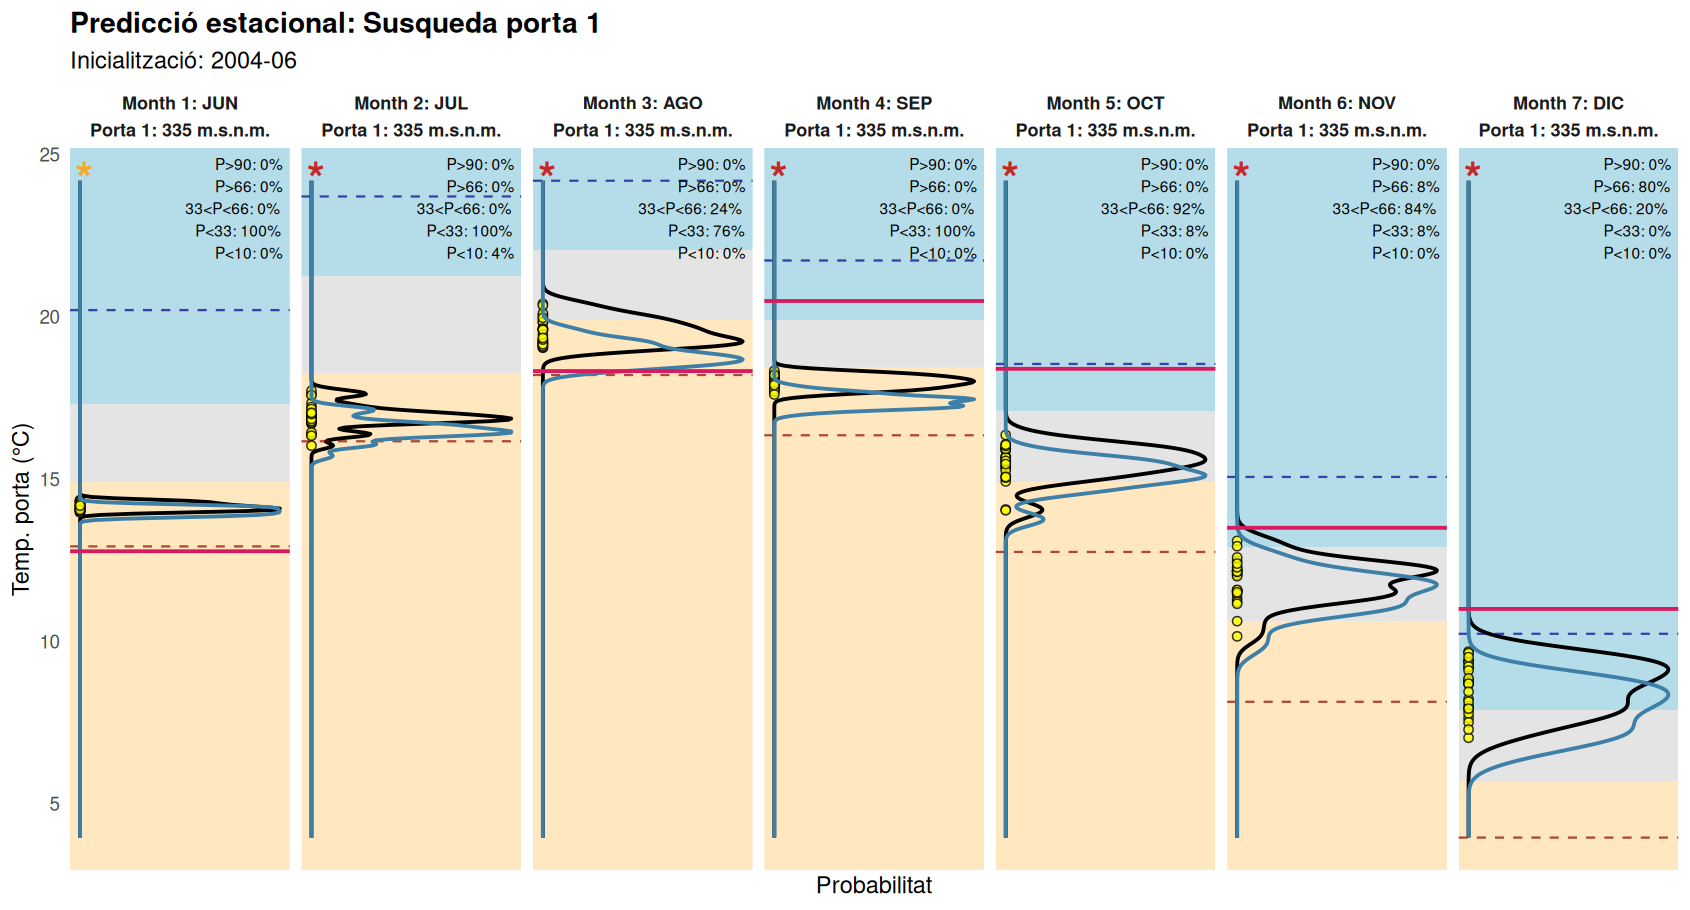 Predicció estacional: Susqueda porta 1
Inicialització: 2004-06
Month 1: JUN
Porta 1: 335 m.s.n.m.
Month 2: JUL
Porta 1: 335 m.s.n.m.
Month 3: AGO
Porta 1: 335 m.s.n.m.
Month 4: SEP
Porta 1: 335 m.s.n.m.
Month 5: OCT
Porta 1: 335 m.s.n.m.
Month 6: NOV
Porta 1: 335 m.s.n.m.
Month 7: DIC
Porta 1: 335 m.s.n.m.
*
P>90: 0%
P>66: 0%
33<P<66: 0%
P<33: 100%
P<10: 0%
*
P>90: 0%
P>66: 0%
33<P<66: 0%
P<33: 100%
P<10: 4%
*
P>90: 0%
P>66: 0%
33<P<66: 24%
P<33: 76%
P<10: 0%
*
P>90: 0%
P>66: 0%
33<P<66: 0%
P<33: 100%
P<10: 0%
*
P>90: 0%
P>66: 0%
33<P<66: 92%
P<33: 8%
P<10: 0%
*
P>90: 0%
P>66: 8%
33<P<66: 84%
P<33: 8%
P<10: 0%
*
P>90: 0%
P>66: 80%
33<P<66: 20%
P<33: 0%
P<10: 0%
25
20
15
10
5
Temp. porta (°C)
Probabilitat